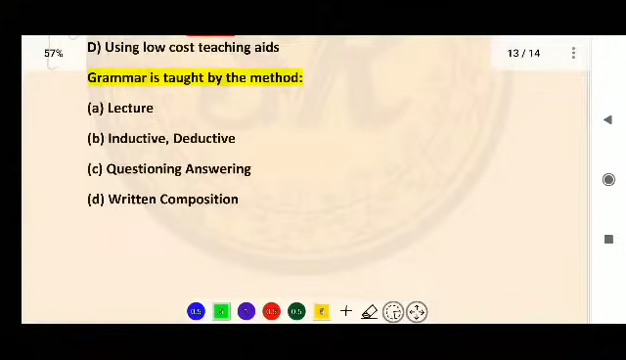 57%
D) Using low cost teaching aids
13 / 14
Grammar is taught by the method:
(a) Lecture
(b) Inductive, Deductive
(c) Questioning Answering
(d) Written Composition